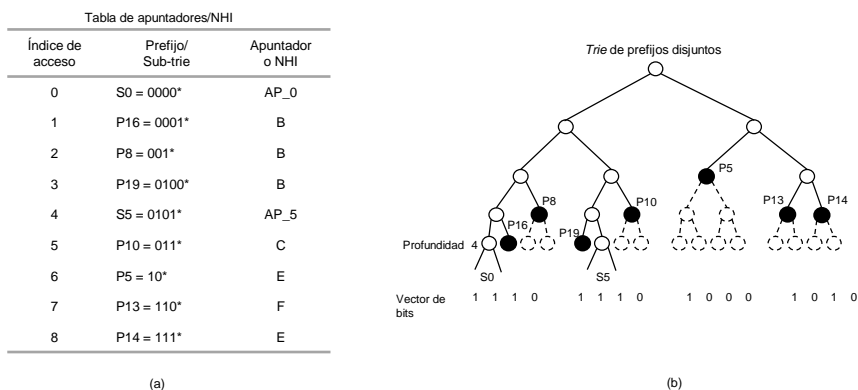 Tabla de apuntadores/NHI
Índice de acceso Prefijo/ Sub-trie Apuntador o NHI
0 S0 = 0000* AP_0
1 P16 = 0001* B
2 P8 = 001* B
3 P19 = 0100* B
4 S5 = 0101* AP_5
5 P10 = 011* C
6 P5 = 10* E
7 P13 = 110* F
8 P14 = 111* E
(a)
Trie de prefijos disjuntos
P5
P8 P10 P13 P14
P16 P19
Profundidad 4
S0 S5
Vector de bits 1 1 1 0 1 1 1 0 1 0 0 0 1 0 1 0
(b)